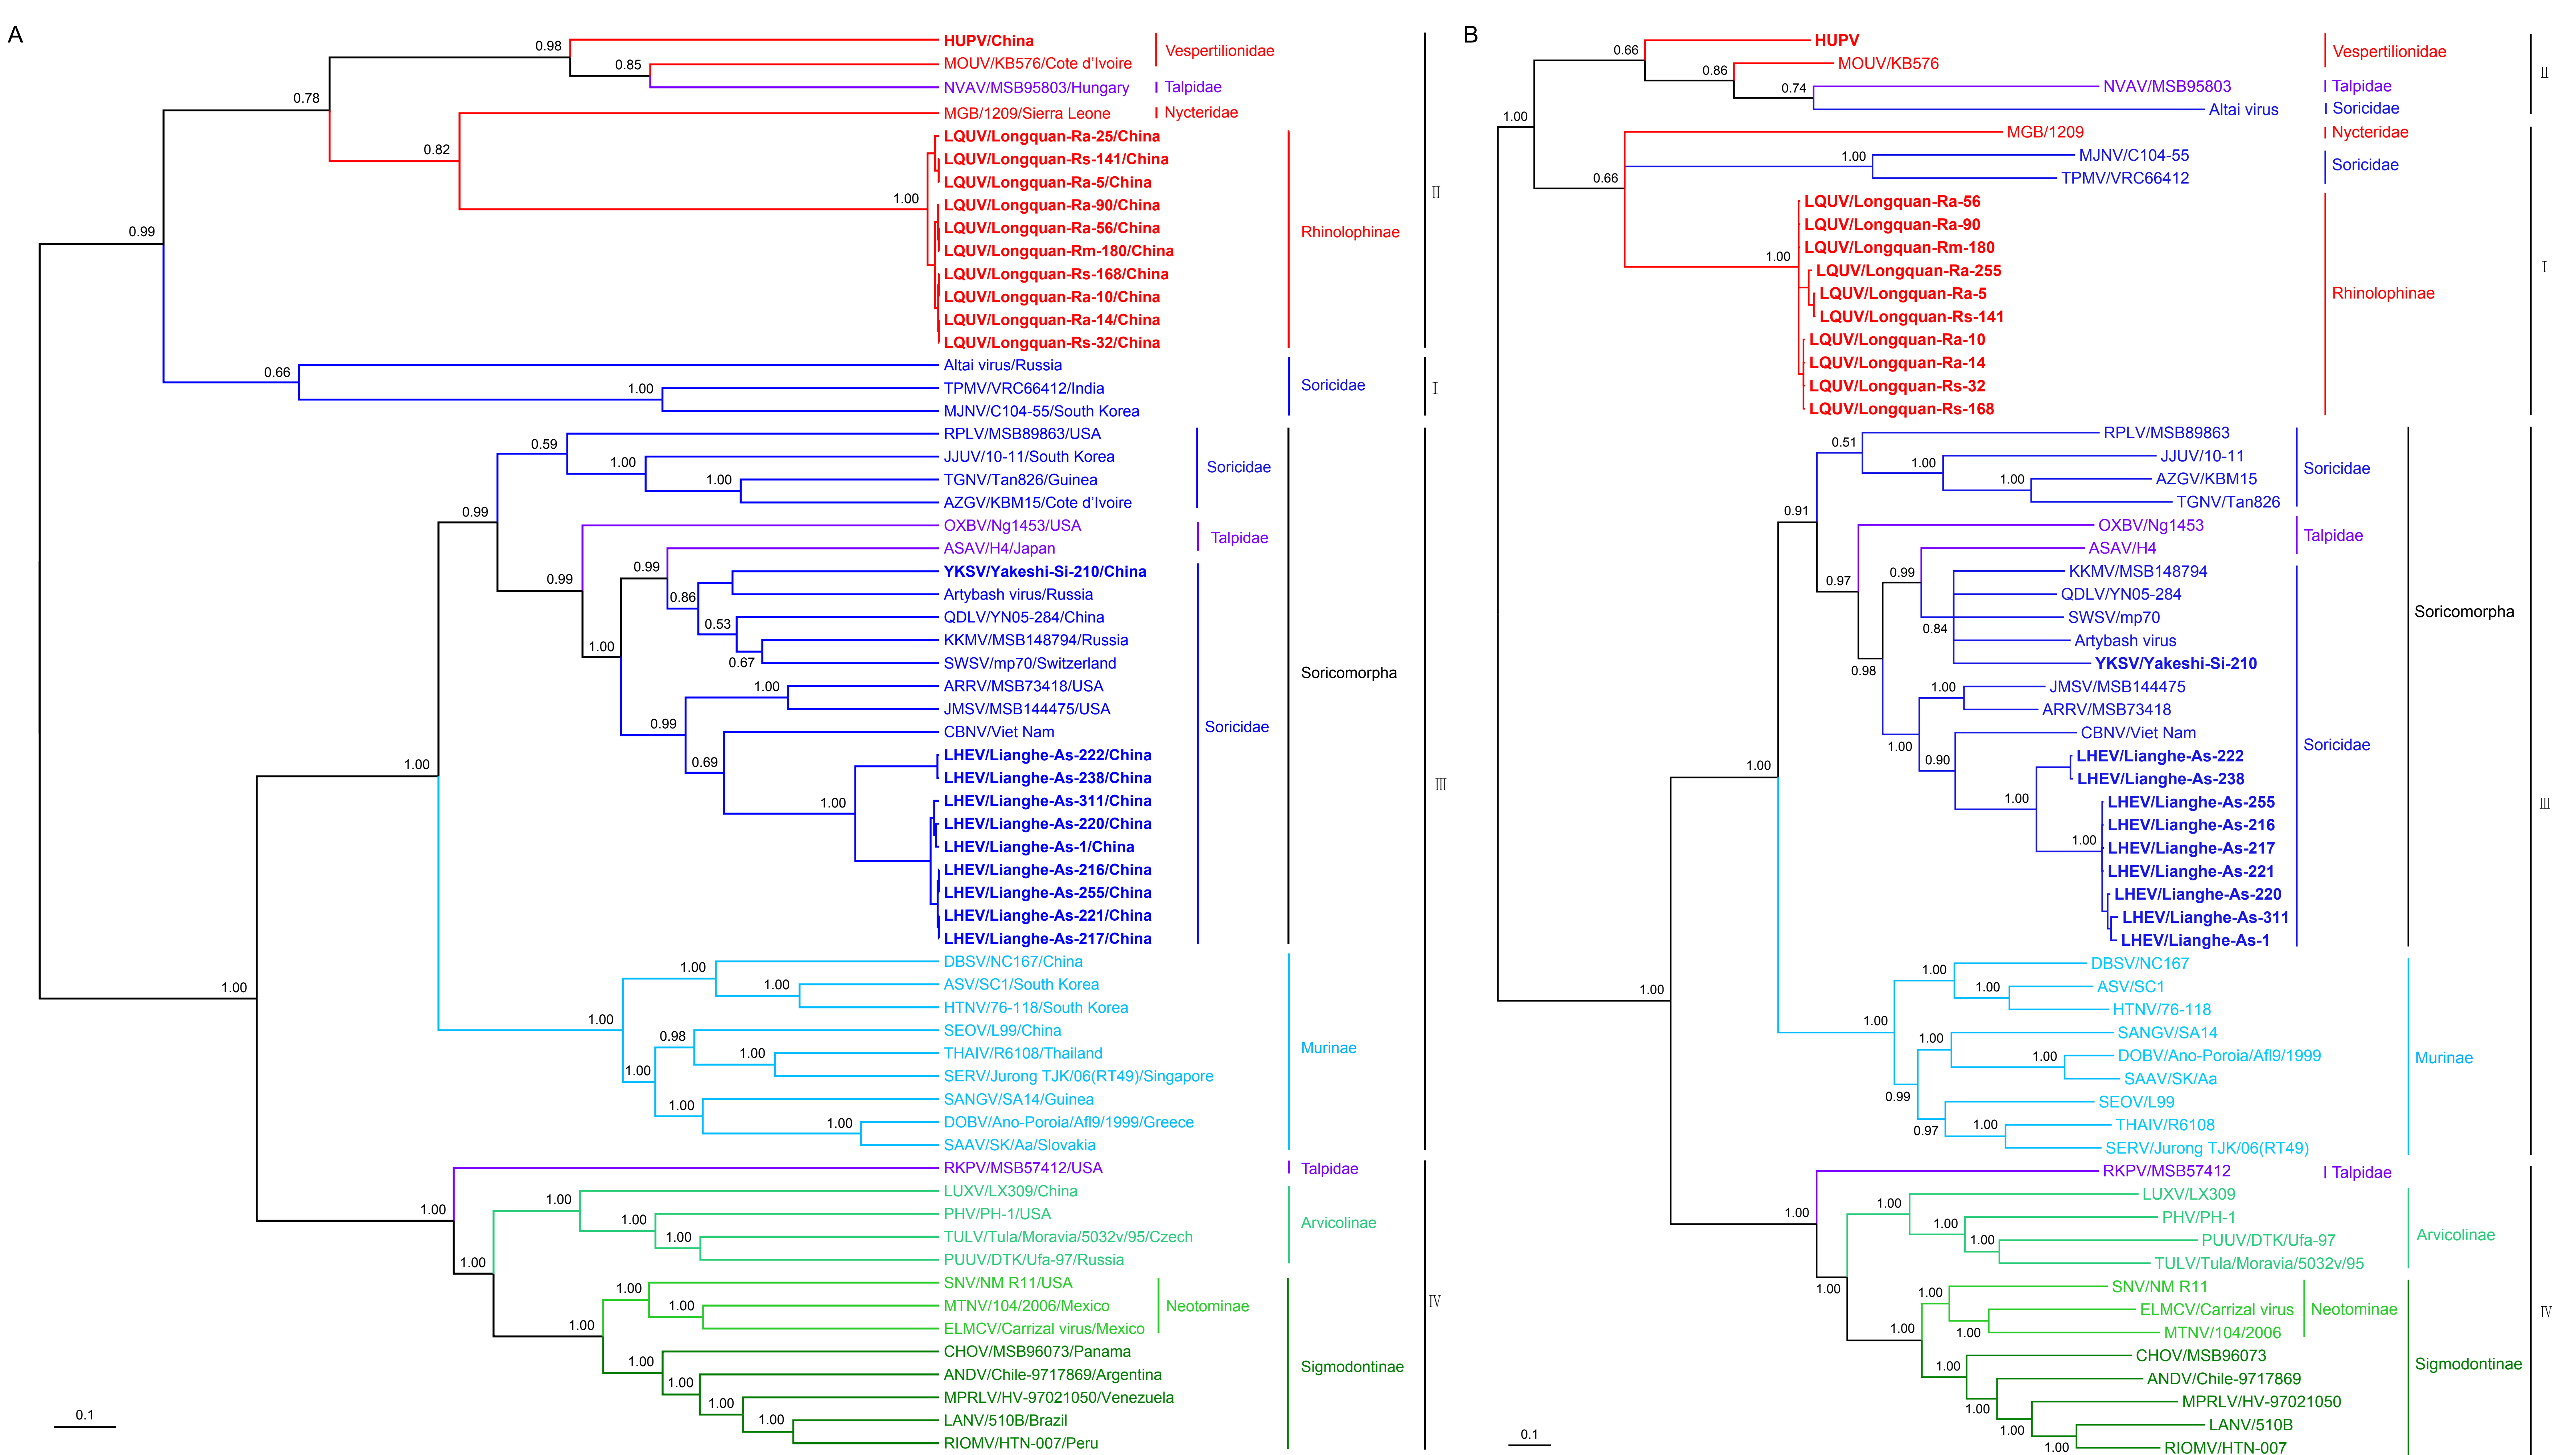 A
0.98
HUPV/China
Vespertilionidae
0.85
MOUV/KB576/Cote d'Ivoire
NVAV/MSB95803/Hungary
Talpidae
0.78
MGB/1209/Sierra Leone
Nycteridae
0.82
LQUV/Longquan-Ra-25/China
LQUV/Longquan-Rs-141/China
LQUV/Longquan-Ra-5/China
1.00
LQUV/Longquan-Ra-90/China
II
LQUV/Longquan-Ra-56/China
Rhinolophinae
0.99
LQUV/Longquan-Rm-180/China
LQUV/Longquan-Rs-168/China
LQUV/Longquan-Ra-10/China
LQUV/Longquan-Ra-14/China
LQUV/Longquan-Rs-32/China
Altai virus/Russia
0.66
Soricidae
I
1.00
TPMV/VRC66412/India
MJNV/C104-55/South Korea
RPLV/MSB89863/USA
0.59
JJUV/10-11/South Korea
1.00
Soricidae
TGNV/Tan826/Guinea
1.00
AZGV/KBM15/Cote d'Ivoire
0.99
OXBV/Ng1453/USA
Talpidae
ASAV/H4/Japan
0.99
0.99
YKSV/Yakeshi-Si-210/China
0.86
Artybash virus/Russia
QDLV/YN05-284/China
0.53
KKMV/MSB148794/Russia
1.00
SWSV/mp70/Switzerland
0.67
Soricomorpha
ARRV/MSB73418/USA
1.00
JMSV/MSB144475/USA
0.99
CBNV/Viet Nam
Soricidae
0.69
LHEV/Lianghe-As-222/China
1.00
LHEV/Lianghe-As-238/China
III
LHEV/Lianghe-As-311/China
1.00
LHEV/Lianghe-As-220/China
LHEV/Lianghe-As-1/China
LHEV/Lianghe-As-216/China
LHEV/Lianghe-As-255/China
LHEV/Lianghe-As-221/China
LHEV/Lianghe-As-217/China
DBSV/NC167/China
1.00
ASV/SC1/South Korea
1.00
1.00
HTNV/76-118/South Korea
1.00
SEOV/L99/China
0.98
THAIV/R6108/Thailand
1.00
Murinae
SERV/Jurong TJK/06(RT49)/Singapore
1.00
SANGV/SA14/Guinea
1.00
DOBV/Ano-Poroia/Afl9/1999/Greece
1.00
SAAV/SK/Aa/Slovakia
RKPV/MSB57412/USA
Talpidae
LUXV/LX309/China
1.00
1.00
PHV/PH-1/USA
1.00
Arvicolinae
TULV/Tula/Moravia/5032v/95/Czech
1.00
PUUV/DTK/Ufa-97/Russia
1.00
SNV/NM R11/USA
1.00
MTNV/104/2006/Mexico
1.00
Neotominae
IV
ELMCV/Carrizal virus/Mexico
1.00
CHOV/MSB96073/Panama
1.00
Sigmodontinae
ANDV/Chile-9717869/Argentina
1.00
MPRLV/HV-97021050/Venezuela
1.00
LANV/510B/Brazil
1.00
RIOMV/HTN-007/Peru
0.1
B
HUPV
0.66
Vespertilionidae
MOUV/KB576
0.86
II
NVAV/MSB95803
0.74
Talpidae
Altai virus
Soricidae
1.00
MGB/1209
Nycteridae
MJNV/C104-55
1.00
Soricidae
TPMV/VRC66412
0.66
LQUV/Longquan-Ra-56
LQUV/Longquan-Ra-90
LQUV/Longquan-Rm-180
1.00
I
LQUV/Longquan-Ra-255
LQUV/Longquan-Ra-5
Rhinolophinae
LQUV/Longquan-Rs-141
LQUV/Longquan-Ra-10
LQUV/Longquan-Ra-14
LQUV/Longquan-Rs-32
LQUV/Longquan-Rs-168
RPLV/MSB89863
0.51
JJUV/10-11
1.00
Soricidae
AZGV/KBM15
1.00
TGNV/Tan826
0.91
OXBV/Ng1453
Talpidae
ASAV/H4
0.97
0.99
KKMV/MSB148794
QDLV/YN05-284
SWSV/mp70
Soricomorpha
0.84
Artybash virus
YKSV/Yakeshi-Si-210
0.98
JMSV/MSB144475
1.00
ARRV/MSB73418
CBNV/Viet Nam
1.00
Soricidae
0.90
LHEV/Lianghe-As-222
1.00
LHEV/Lianghe-As-238
1.00
LHEV/Lianghe-As-255
III
LHEV/Lianghe-As-216
1.00
LHEV/Lianghe-As-217
LHEV/Lianghe-As-221
LHEV/Lianghe-As-220
LHEV/Lianghe-As-311
LHEV/Lianghe-As-1
DBSV/NC167
1.00
ASV/SC1
1.00
1.00
HTNV/76-118
1.00
SANGV/SA14
1.00
DOBV/Ano-Poroia/Afl9/1999
1.00
Murinae
SAAV/SK/Aa
0.99
SEOV/L99
THAIV/R6108
1.00
0.97
SERV/Jurong TJK/06(RT49)
RKPV/MSB57412
Talpidae
LUXV/LX309
1.00
1.00
PHV/PH-1
1.00
Arvicolinae
PUUV/DTK/Ufa-97
1.00
TULV/Tula/Moravia/5032v/95
1.00
SNV/NM R11
1.00
ELMCV/Carrizal virus
Neotominae
IV
1.00
1.00
MTNV/104/2006
CHOV/MSB96073
1.00
Sigmodontinae
ANDV/Chile-9717869
MPRLV/HV-97021050
1.00
LANV/510B
1.00
RIOMV/HTN-007
1.00
0.1